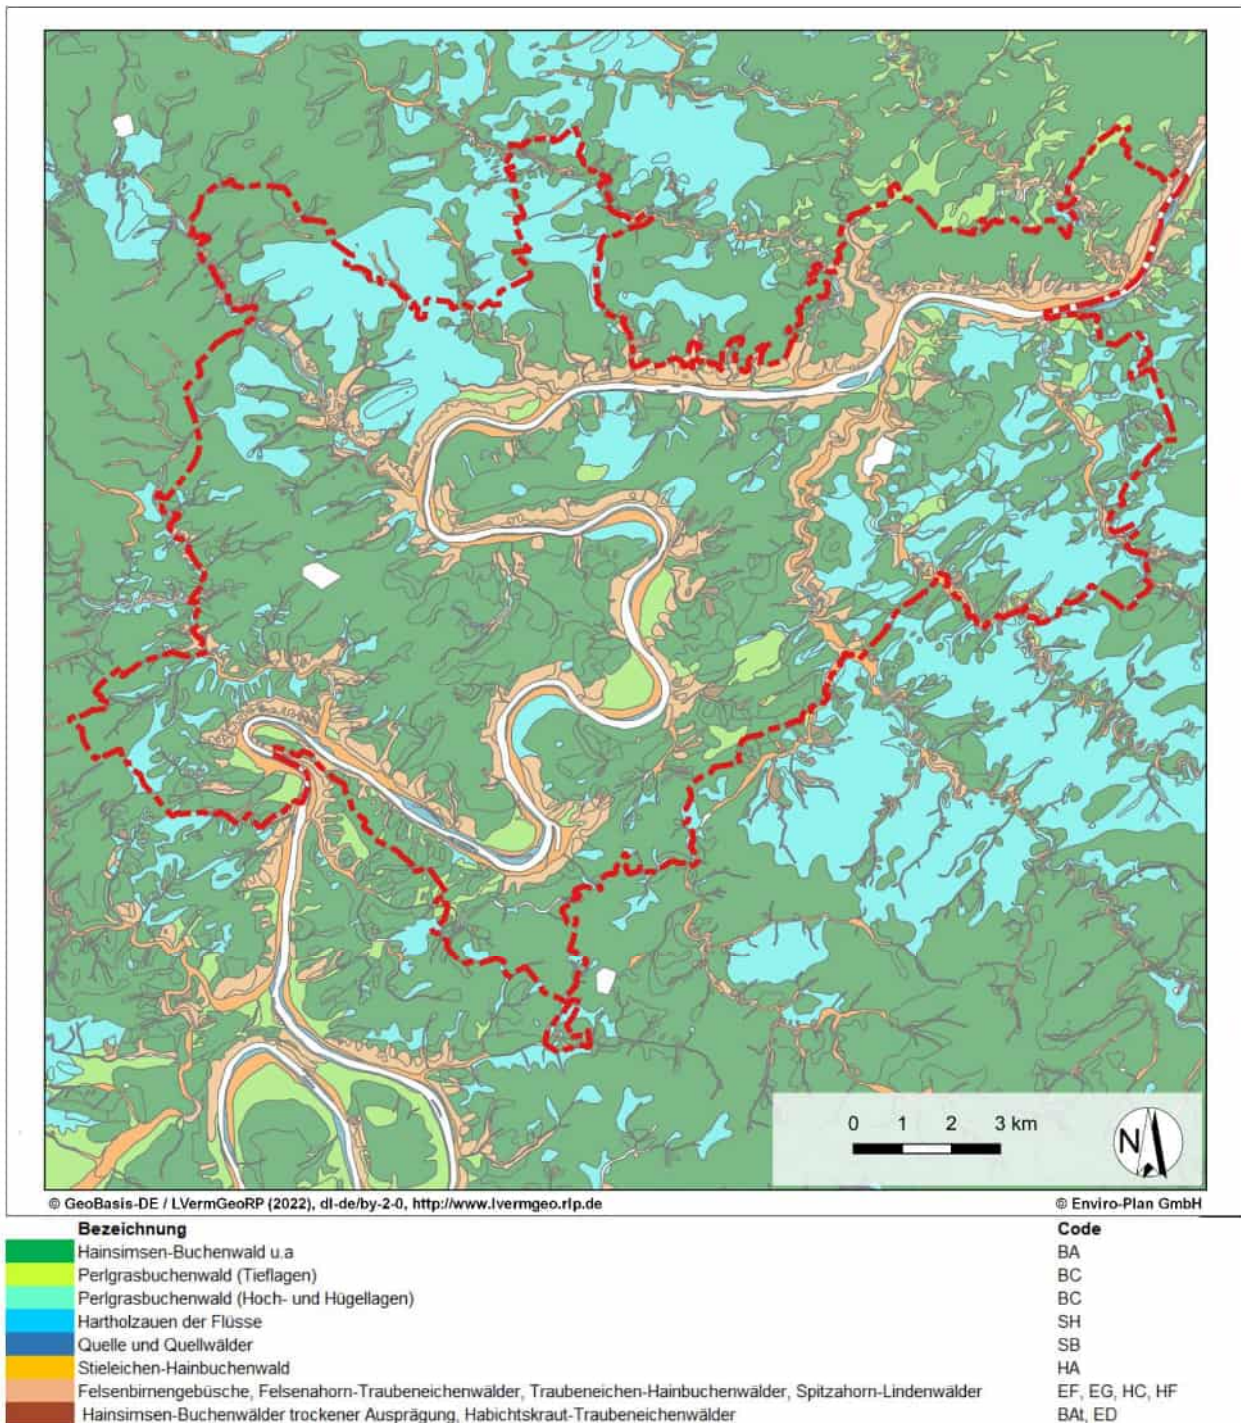 0 1 2 3 km
N
© GeoBasis-DE / LVermGeoRP (2022), dl-de/by-2-0, http://www.lvermgeo.rlp.de © Enviro-Plan GmbH
Bezeichnung Code
Hainsimsen-Buchenwald u.a BA
Perlgrasbuchenwald (Tieflagen) BC
Perlgrasbuchenwald (Hoch- und Hügellagen) BC
Hartholzauen der Flüsse SH
Quelle und Quellwälder SB
Stieleichen-Hainbuchenwald HA
Felsenbirnengebüsche, Felsenahorn-Traubeneichenwälder, Traubeneichen-Hainbuchenwälder, Spitzahorn-Lindenwälder EF, EG, HC, HF
Hainsimsen-Buchenwälder trockener Ausprägung, Habichtskraut-Traubeneichenwälder BAt, ED